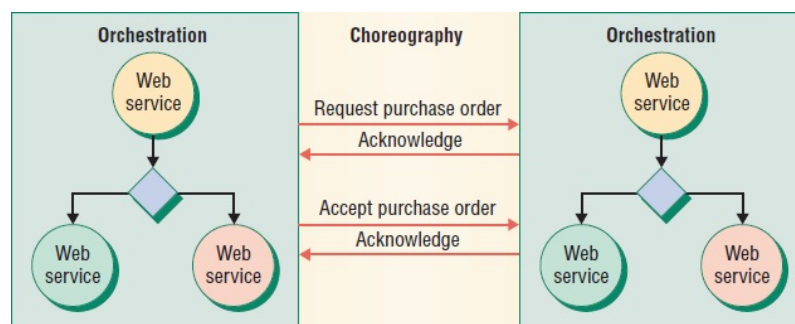 Orchestration
Choreography
Orchestration
Web
service
Web
service
Request purchase order
Acknowledge
Accept purchase order
Acknowledge
Web
service
Web
service
Web
service
Web
service